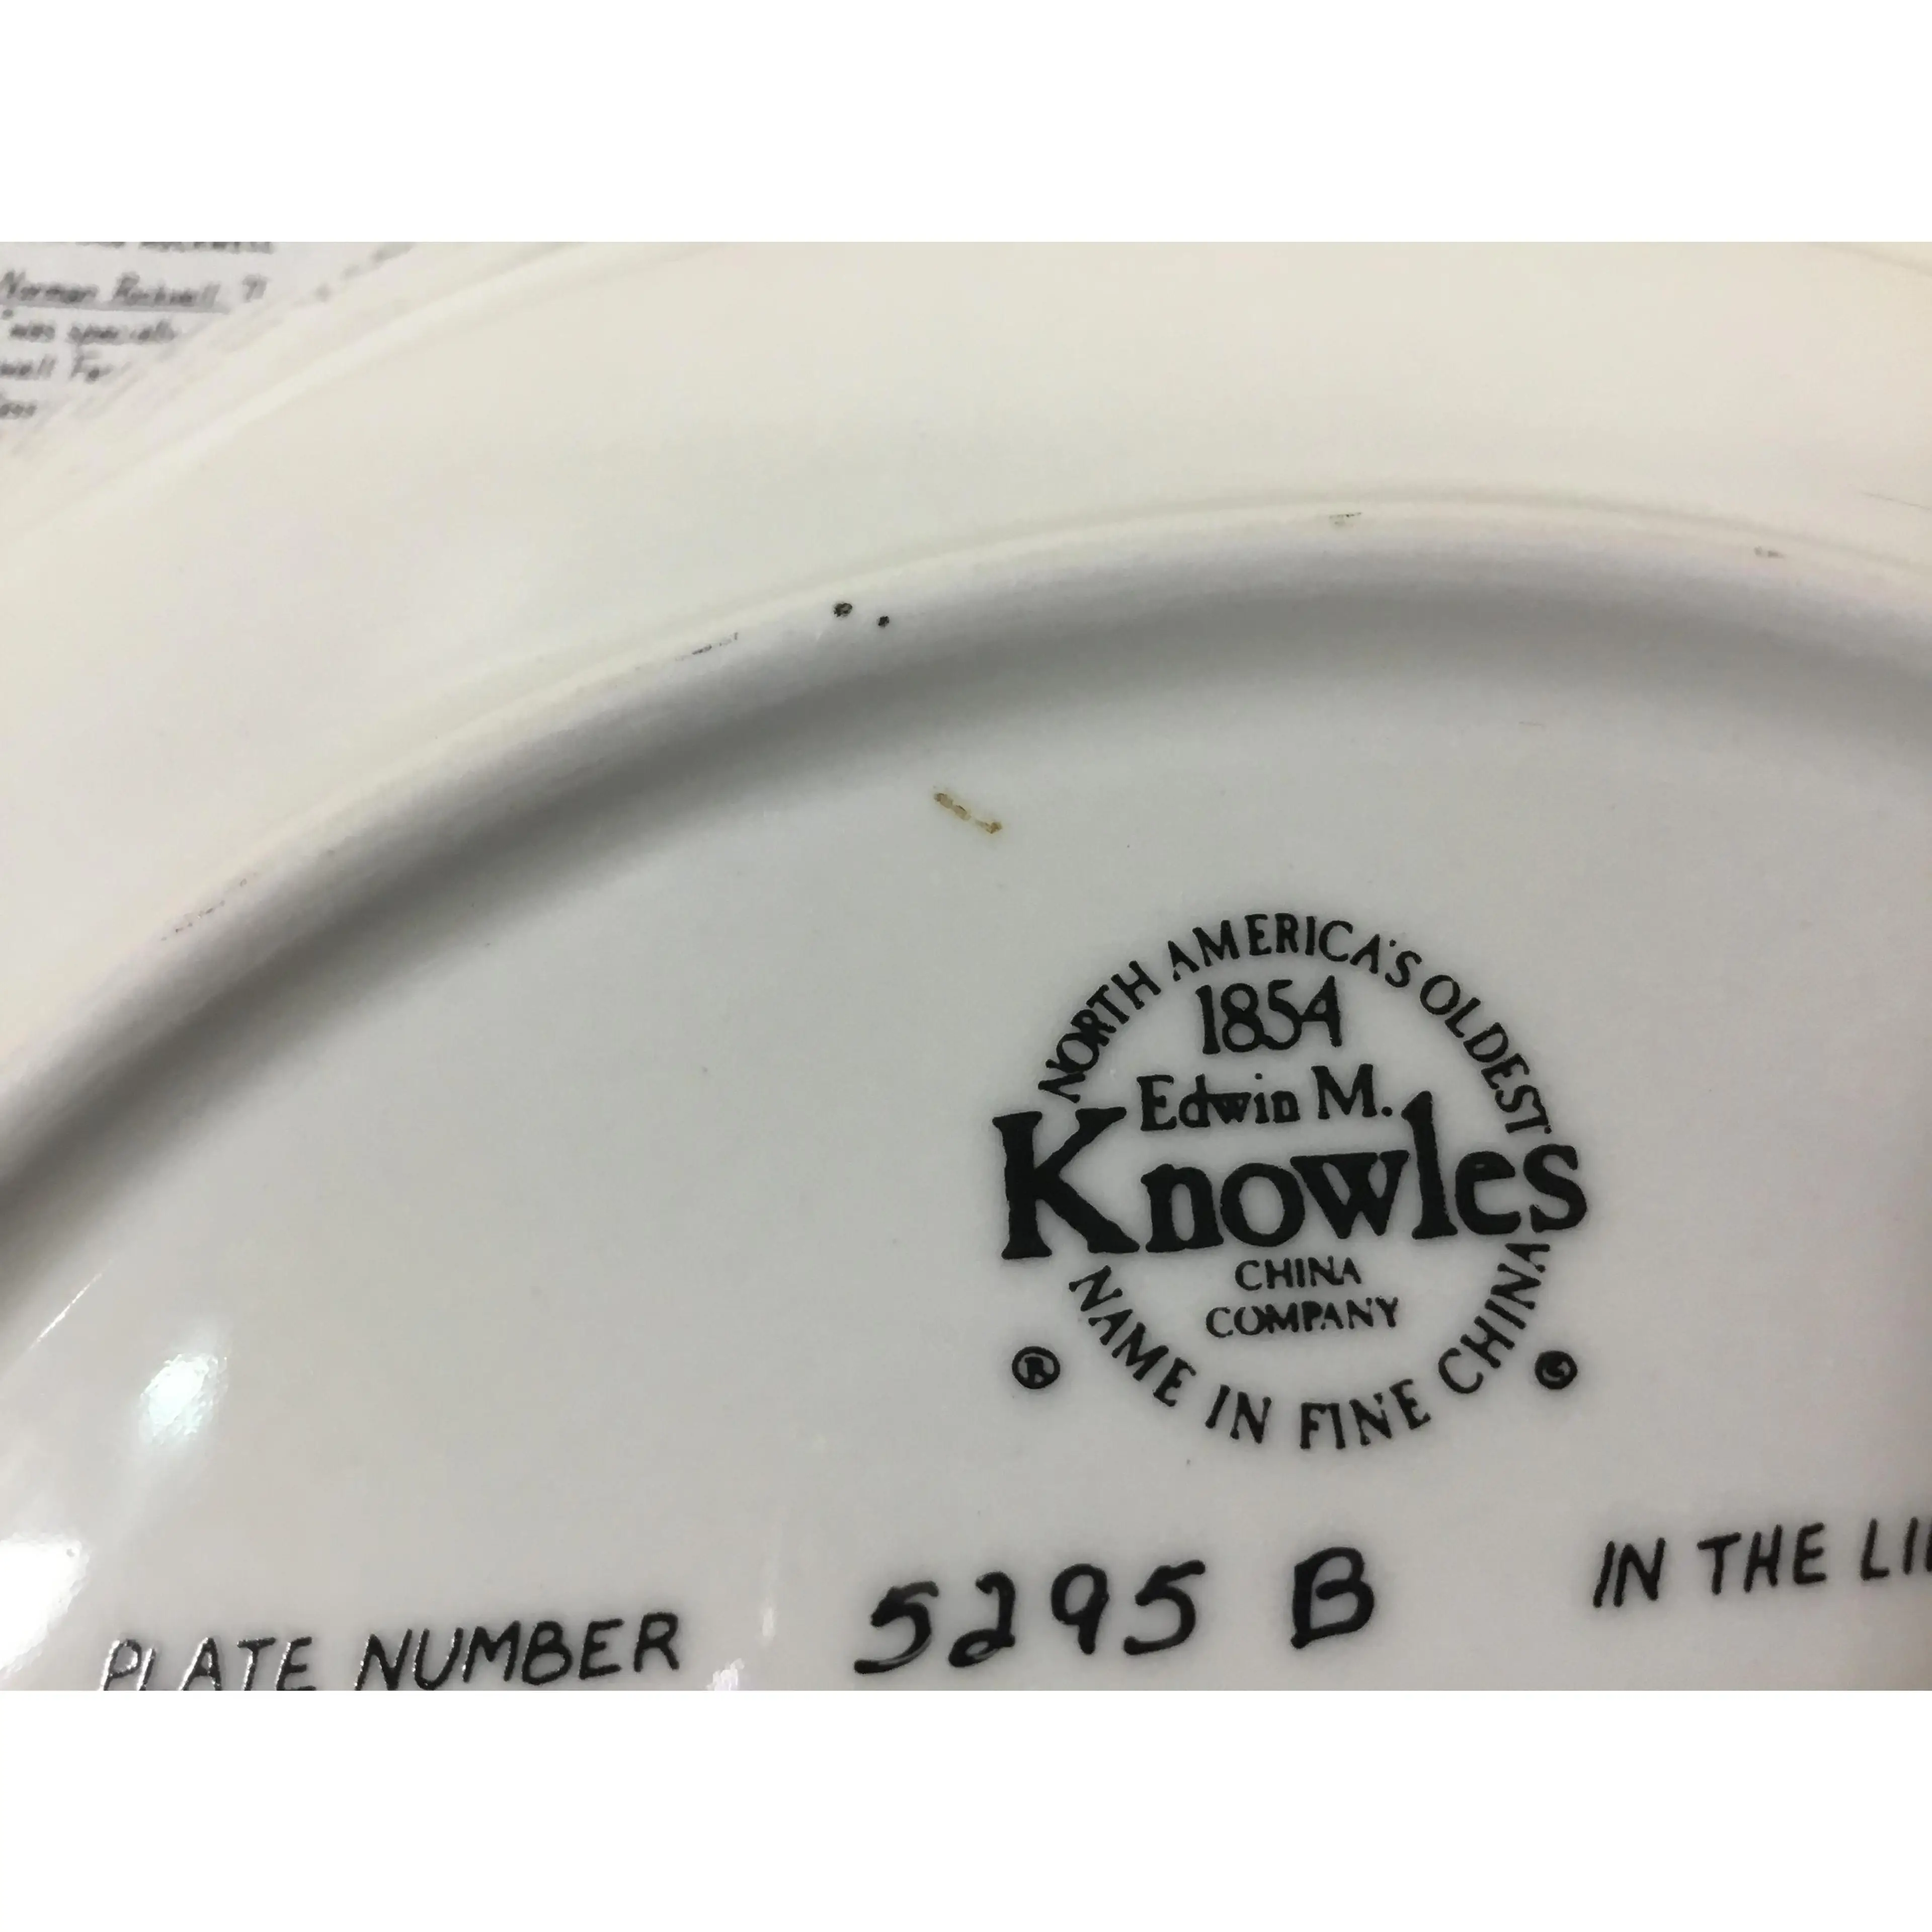 Norman Rockwell
was specially
NORTH AMERICA'S OLDEST
1854
Edwin M.
Knowles
CHINA
COMPANY
NAME IN FINE CHINA
®
PLATE NUMBER 5295 B IN THE